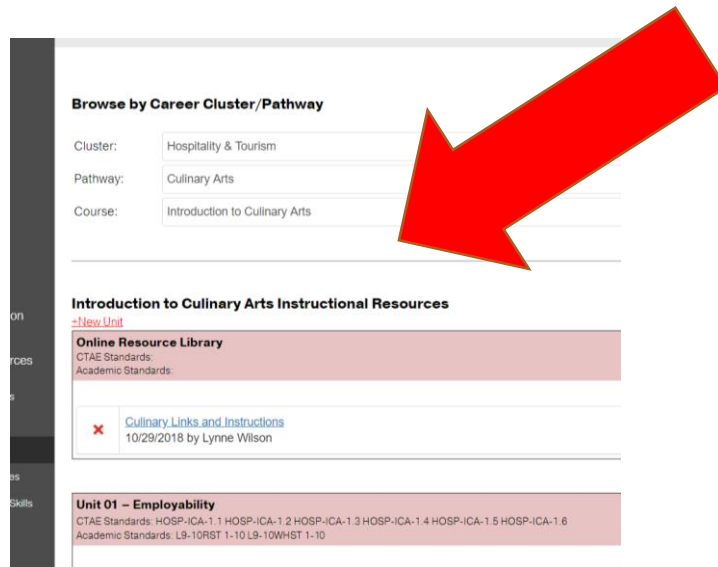 Browse by Career Cluster/Pathway
Cluster: Hospitality & Tourism
Pathway: Culinary Arts
Course: Introduction to Culinary Arts
on
rces
s
es
Skills
Introduction to Culinary Arts Instructional Resources
+New Unit
Online Resource Library
CTAE Standards:
Academic Standards:
Culinary Links and Instructions
10/29/2018 by Lynne Wilson
Unit 01 – Employability
CTAE Standards: HOSP-ICA-1.1 HOSP-ICA-1.2 HOSP-ICA-1.3 HOSP-ICA-1.4 HOSP-ICA-1.5 HOSP-ICA-1.6
Academic Standards: L9-10RST 1-10 L9-10WHST 1-10